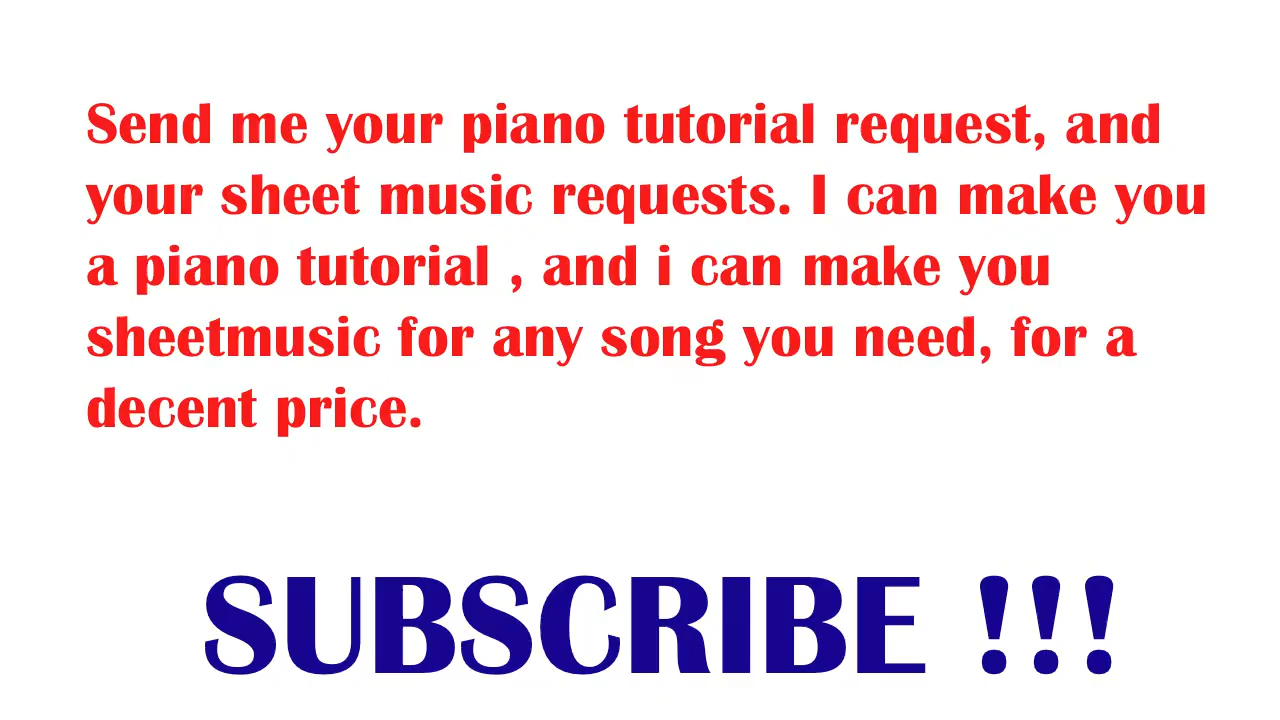 Send me your piano tutorial request, and
your sheet music requests. I can make you
a piano tutorial , and i can make you
sheetmusic for any song you need, for a
decent price.
SUBSCRIBE !!!